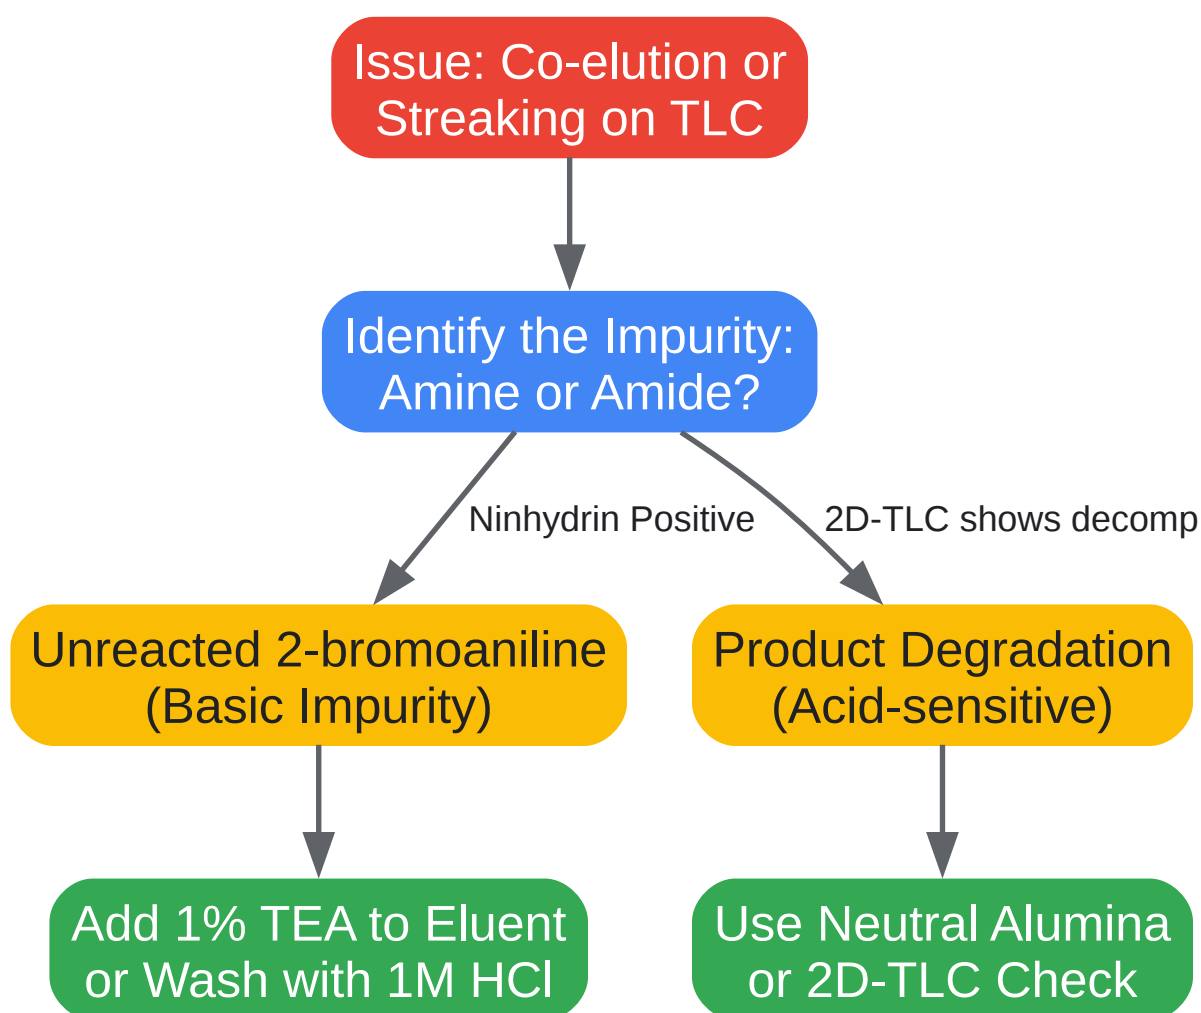 Issue: Co-elution or
Streaking on TLC
Identify the Impurity:
Amine or Amide?
Ninhydrin Positive
2D-TLC shows decomp
Unreacted 2-bromoaniline
(Basic Impurity)
Product Degradation
(Acid-sensitive)
Add 1% TEA to Eluent
or Wash with 1M HCl
Use Neutral Alumina
or 2D-TLC Check